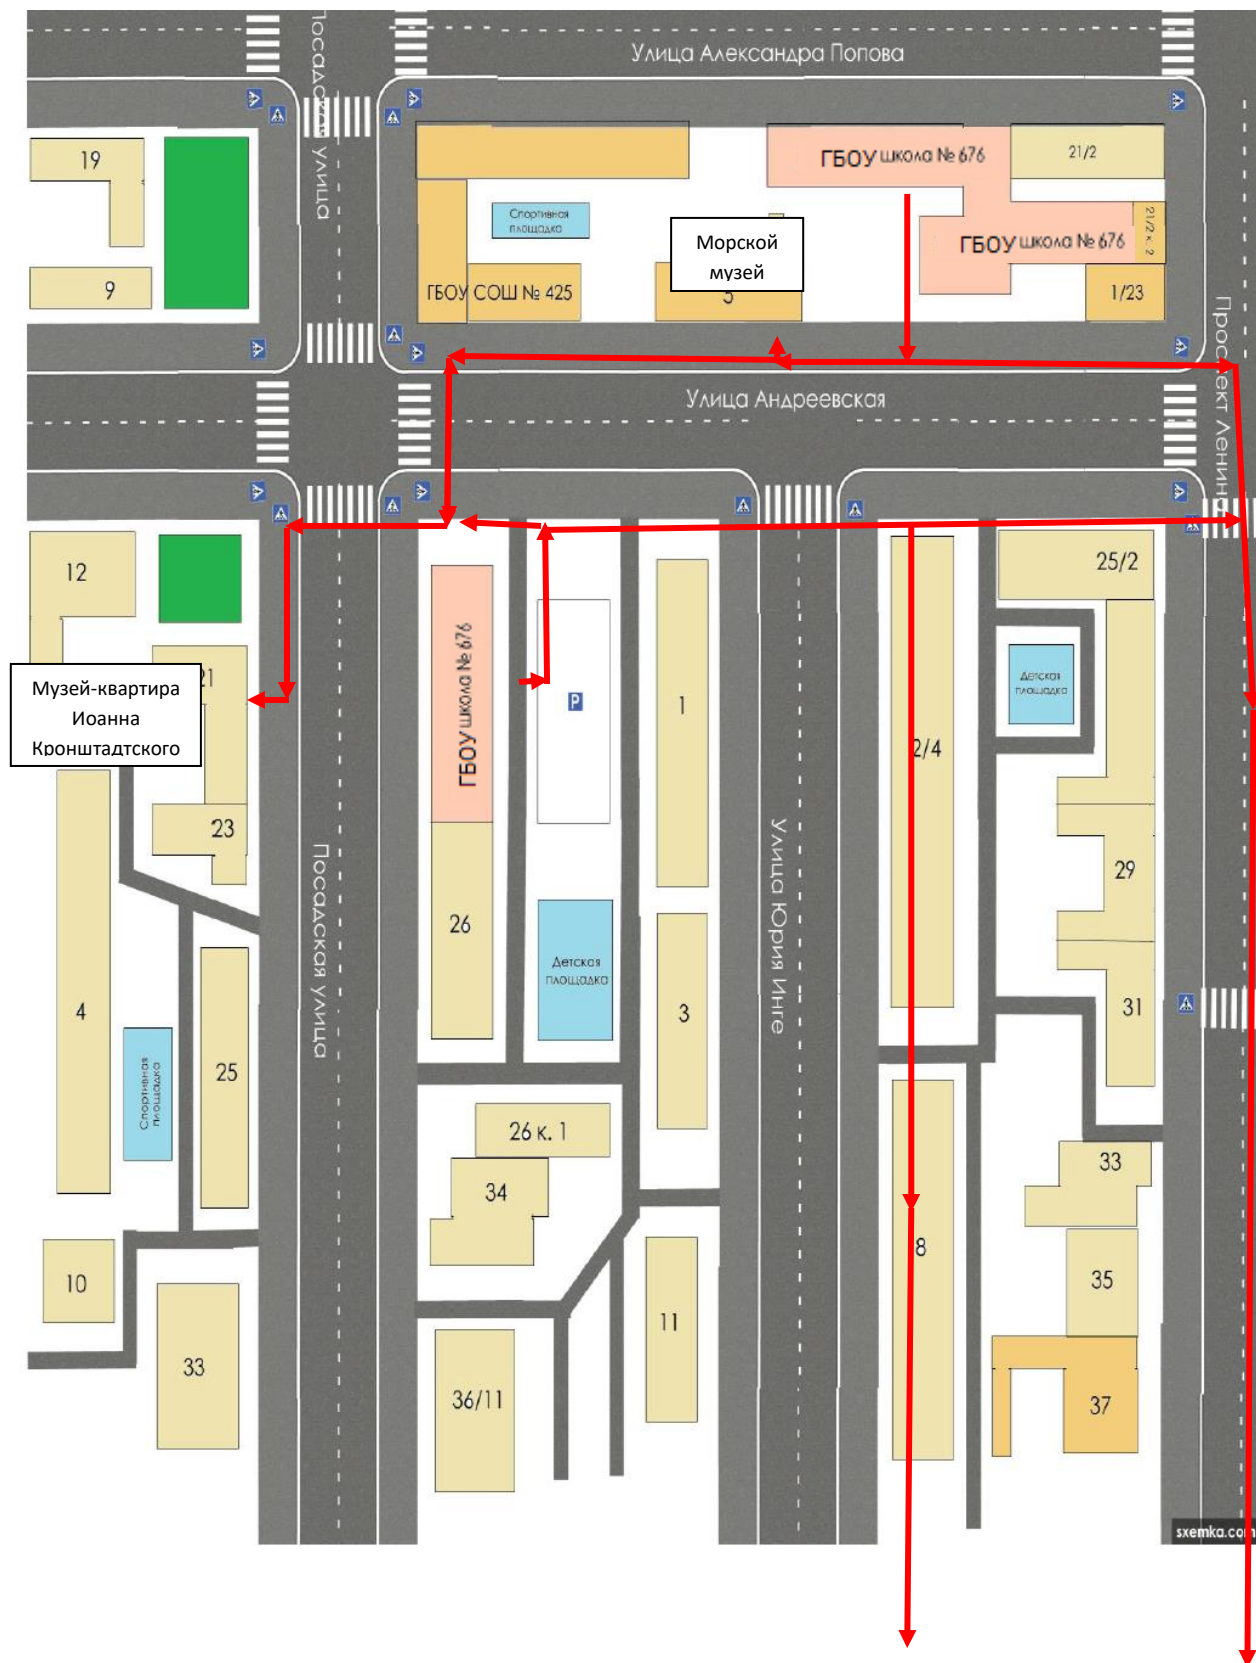 Улица Александра Попова
Посадская улица
19
9
ГБОУ школа № 676
21/2
Спортивная
площадка
21/2 к. 2
ГБОУ школа № 676
Морской
музей
ГБОУ СОШ № 425
5
1/23
Проспект Ленина
Улица Андреевская
12
25/2
21
Детская
площадка
Музей-квартира
Иоанна
Кронштадтского
ГБОУ школа № 676
P
1
2/4
23
Посадская улица
Улица Юрия Инге
29
26
Детская
площадка
4
3
31
25
Спортивная
площадка
26 к. 1
33
34
8
10
35
11
33
36/11
37
sxemka.com